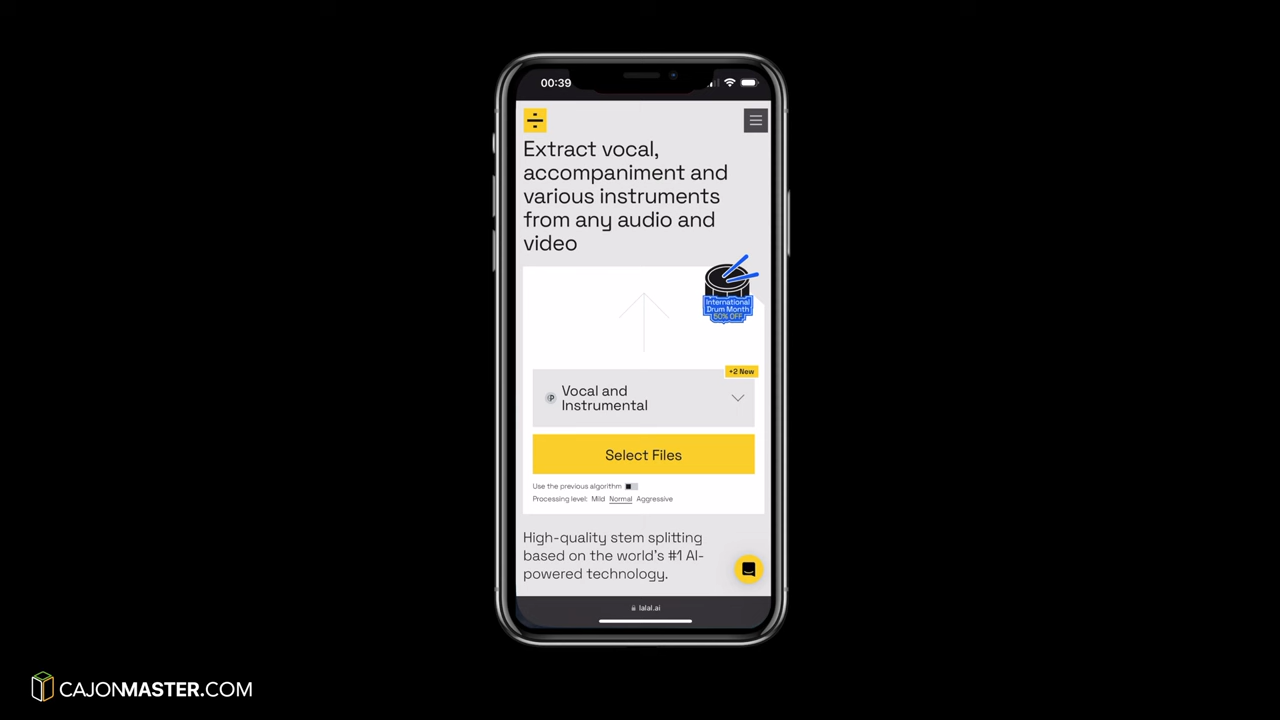 00:39
Extract vocal,
accompaniment and
various instruments
from any audio and
video
International
Drum Month
50% OFF
+2 New
Vocal and
Instrumental
Select Files
Use the previous algorithm
Processing level: Mild Normal Aggressive
High-quality stem splitting
based on the world's #1 AI-
powered technology.
lalal.ai
CAJONMASTER.COM